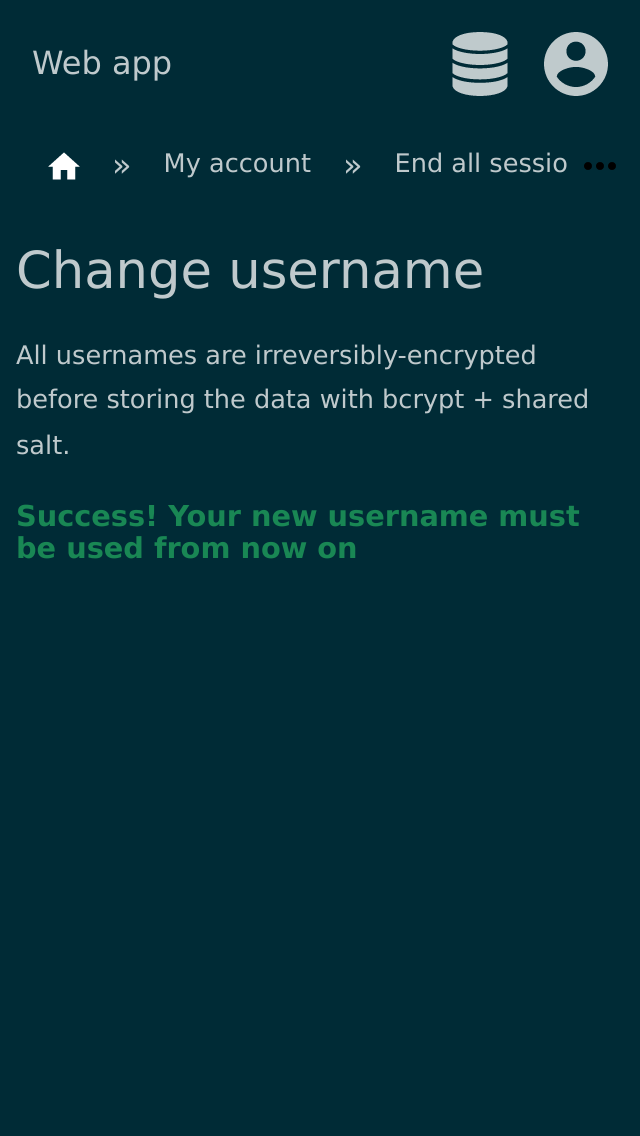 Web app
» My account » End all sessio
Change username
All usernames are irreversibly-encrypted
before storing the data with bcrypt + shared
salt.
Success! Your new username must
be used from now on